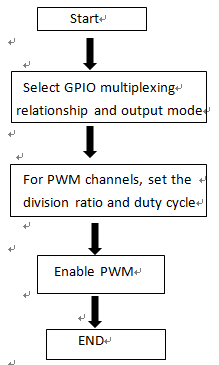 Start
Select GPIO multiplexing
relationship and output mode
For PWM channels, set the
division ratio and duty cycle
Enable PWM
END